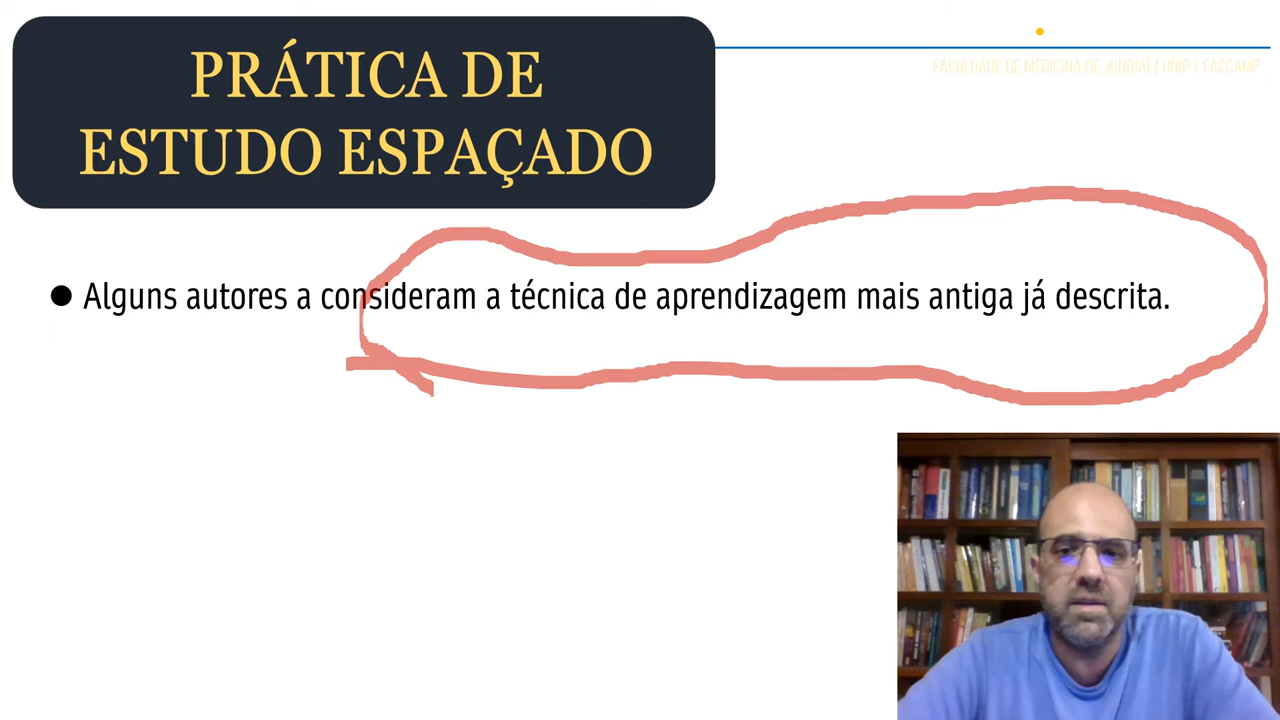 PRÁTICA DE
ESTUDO ESPAÇADO
FACULDADE DE MEDICINA DE JUNDIAÍ / UNIP / FACCAMP
● Alguns autores a consideram a técnica de aprendizagem mais antiga já descrita.